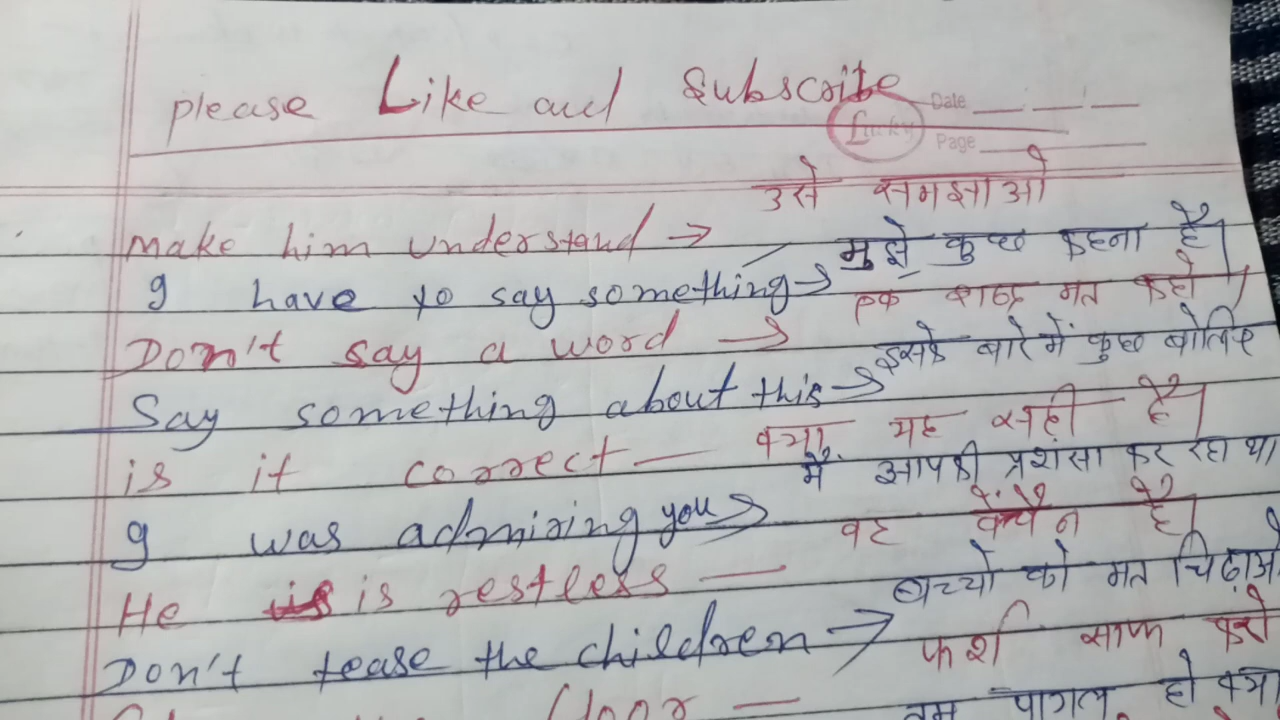 please Like and Subscribe
Lucky
Date
Page
Make him understand → उसे समझाओ
I have to say something → मुझे कुछ कहना है।
Don't say a word → एक शब्द मत कहो।
Say something about this → इसके बारे में कुछ बोलिए
is it correct — क्या यह सही है।
I was admiring you → मैं आपकी प्रशंसा कर रहा था
He is restless — वह बेचैन है।
Don't tease the children → बच्चो को मत चिढ़ाओ
floor — फर्श साफ करो
तुम पागल हो क्या